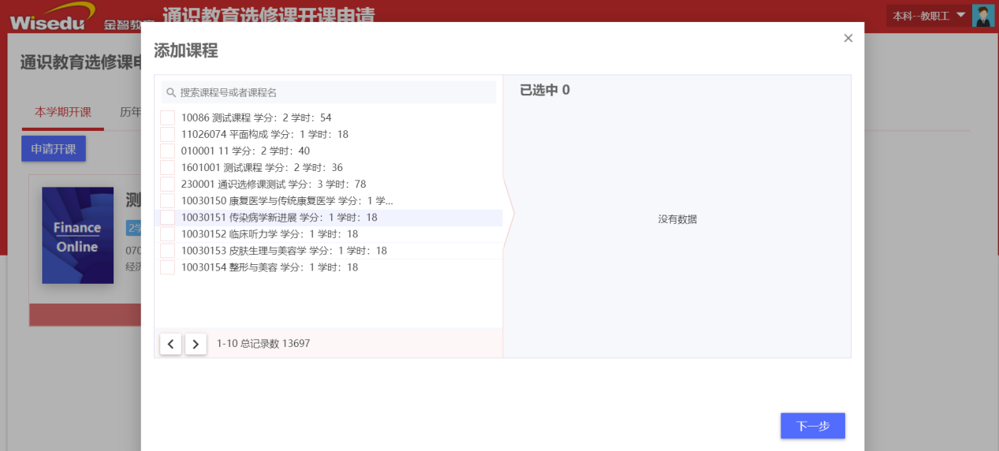 Wisedu 金智教育 通识教育选修课开课申请
本科--教职工
通识教育选修课申
本学期开课
历年
申请开课
Finance
Online
测
2学
070
经济
添加课程
×
搜索课程号或者课程名
10086 测试课程 学分：2 学时：54
11026074 平面构成 学分：1 学时：18
010001 11 学分：2 学时：40
1601001 测试课程 学分：2 学时：36
230001 通识选修课测试 学分：3 学时：78
10030150 康复医学与传统康复医学 学分：1 学...
10030151 传染病学新进展 学分：1 学时：18
10030152 临床听力学 学分：1 学时：18
10030153 皮肤生理与美容学 学分：1 学时：18
10030154 整形与美容 学分：1 学时：18
1-10 总记录数 13697
已选中 0
没有数据
下一步